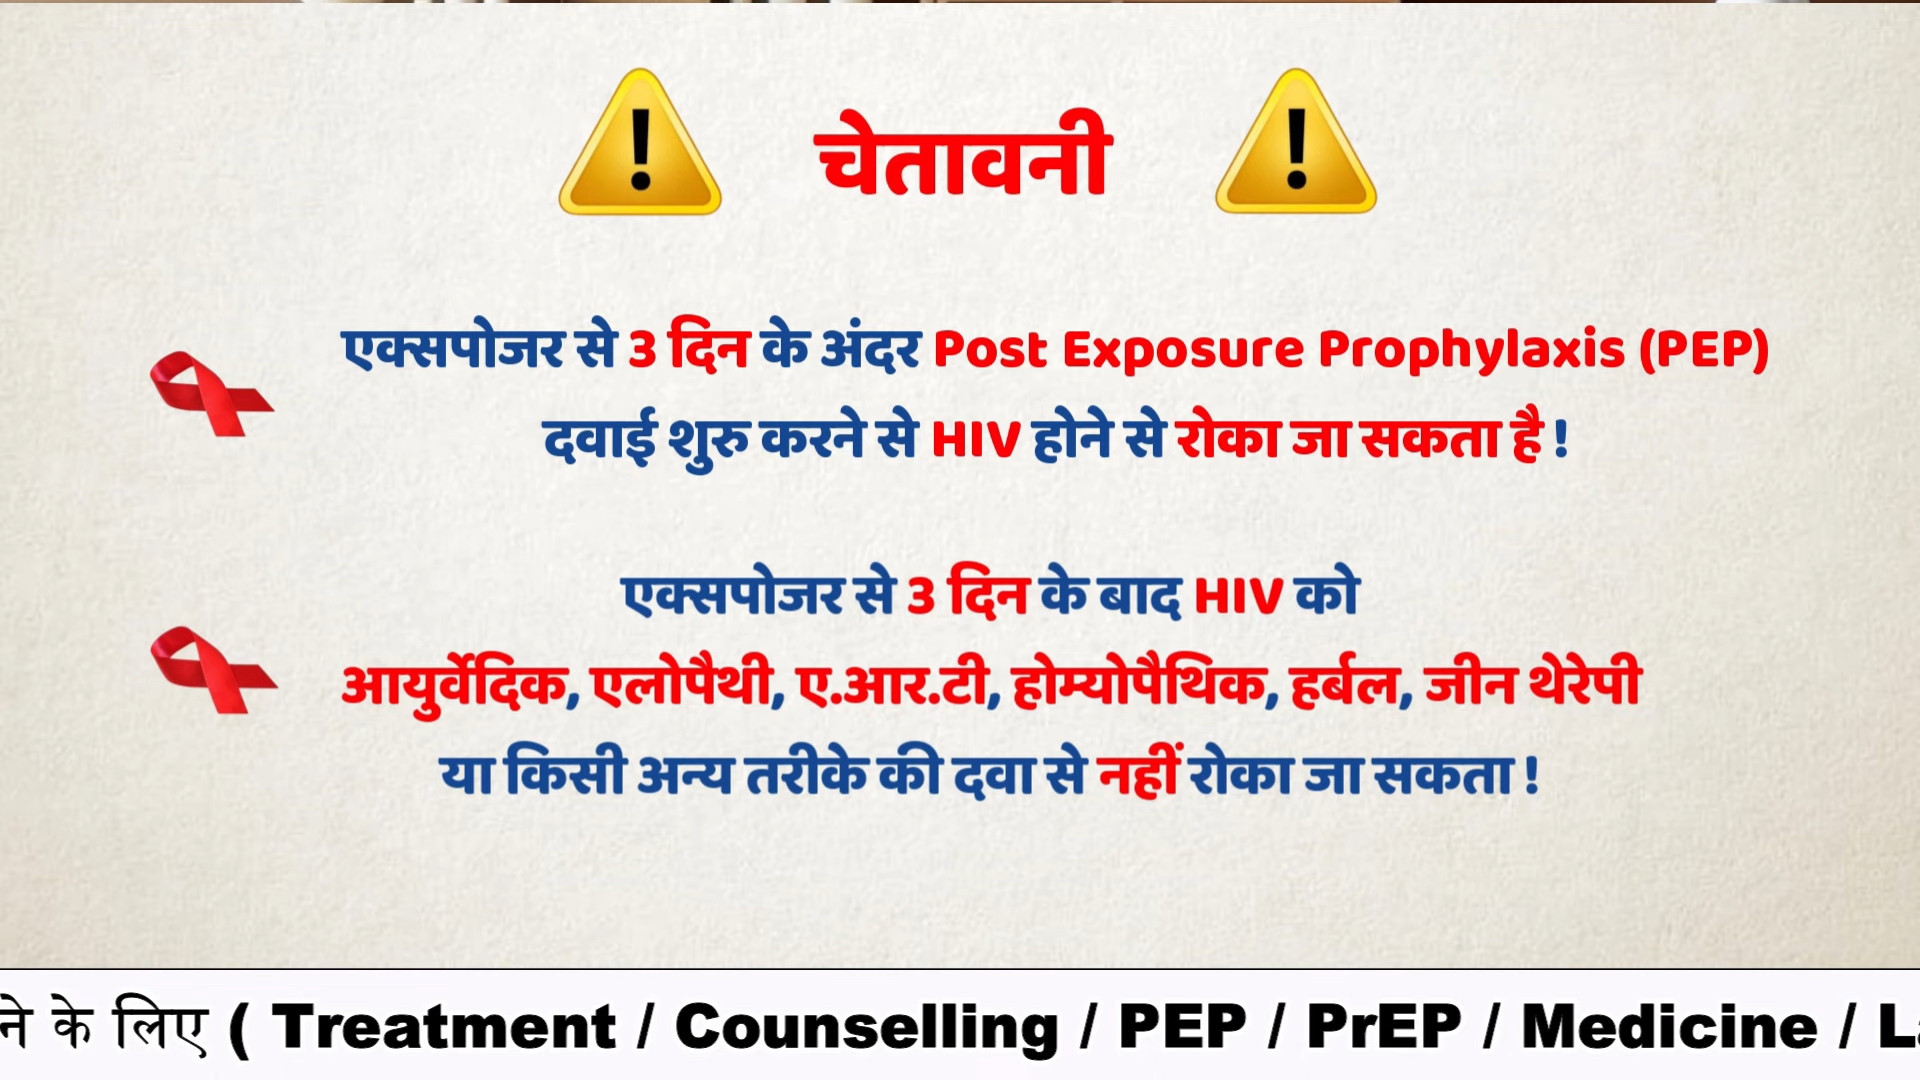 चेतावनी
एक्सपोजर से 3 दिन के अंदर Post Exposure Prophylaxis (PEP)
दवाई शुरु करने से HIV होने से रोका जा सकता है !
एक्सपोजर से 3 दिन के बाद HIV को
आयुर्वेदिक, एलोपैथी, ए.आर.टी, होम्योपैथिक, हर्बल, जीन थेरेपी
या किसी अन्य तरीके की दवा से नहीं रोका जा सकता !
ने के लिए ( Treatment / Counselling / PEP / PrEP / Medicine /